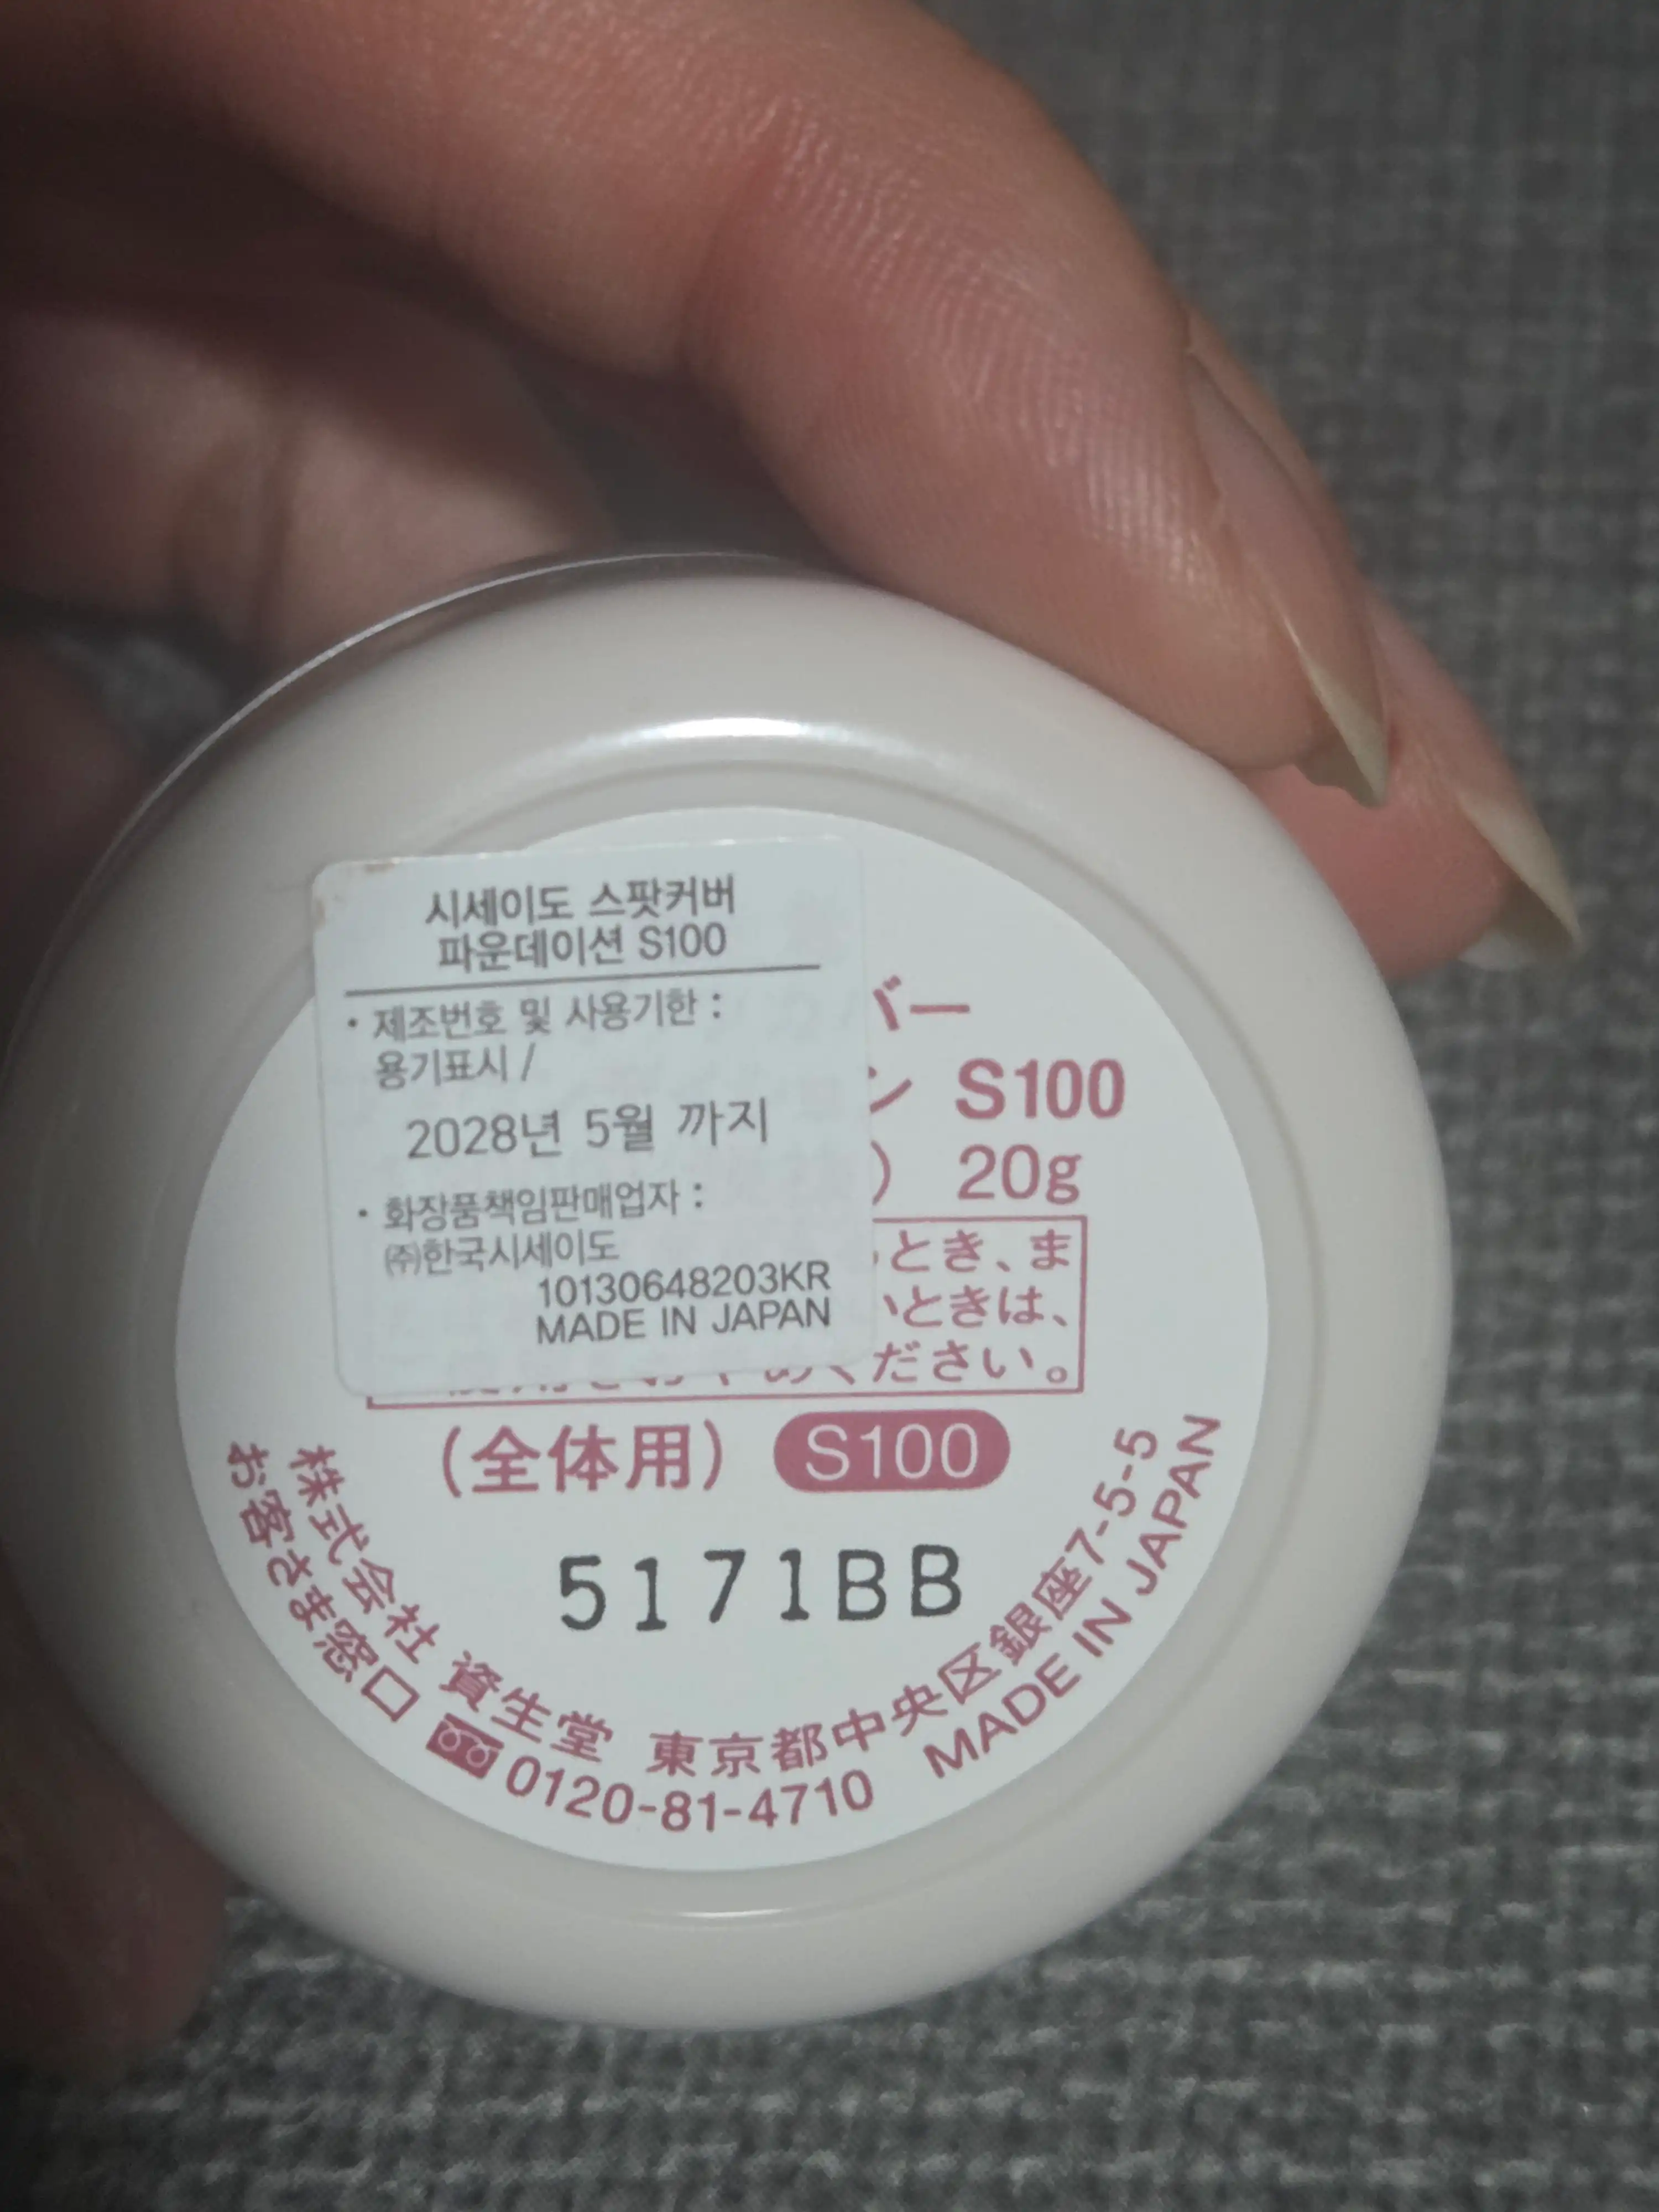 시세이도 스팟커버
파운데이션 S100
· 제조번호 및 사용기한 :
용기표시 /
2028년 5월 까지
· 화장품책임판매업자 :
㈜한국시세이도
10130648203KR
MADE IN JAPAN
バー
ン S100
) 20g
とき、ま
いときは、
ください。
(全体用) S100
5171BB
株式会社 資生堂 東京都中央区銀座7-5-5
お客さま窓口 0120-81-4710 MADE IN JAPAN